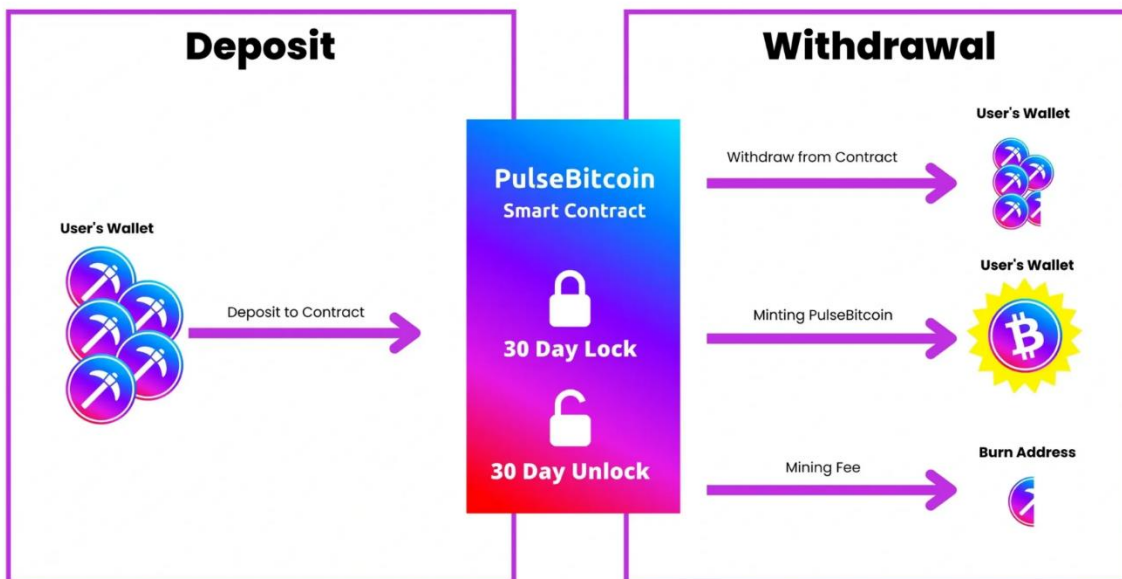 Deposit
Withdrawal
User's Wallet
Deposit to Contract
PulseBitcoin
Smart Contract
30 Day Lock
30 Day Unlock
Withdraw from Contract
User's Wallet
Minting PulseBitcoin
User's Wallet
Mining Fee
Burn Address